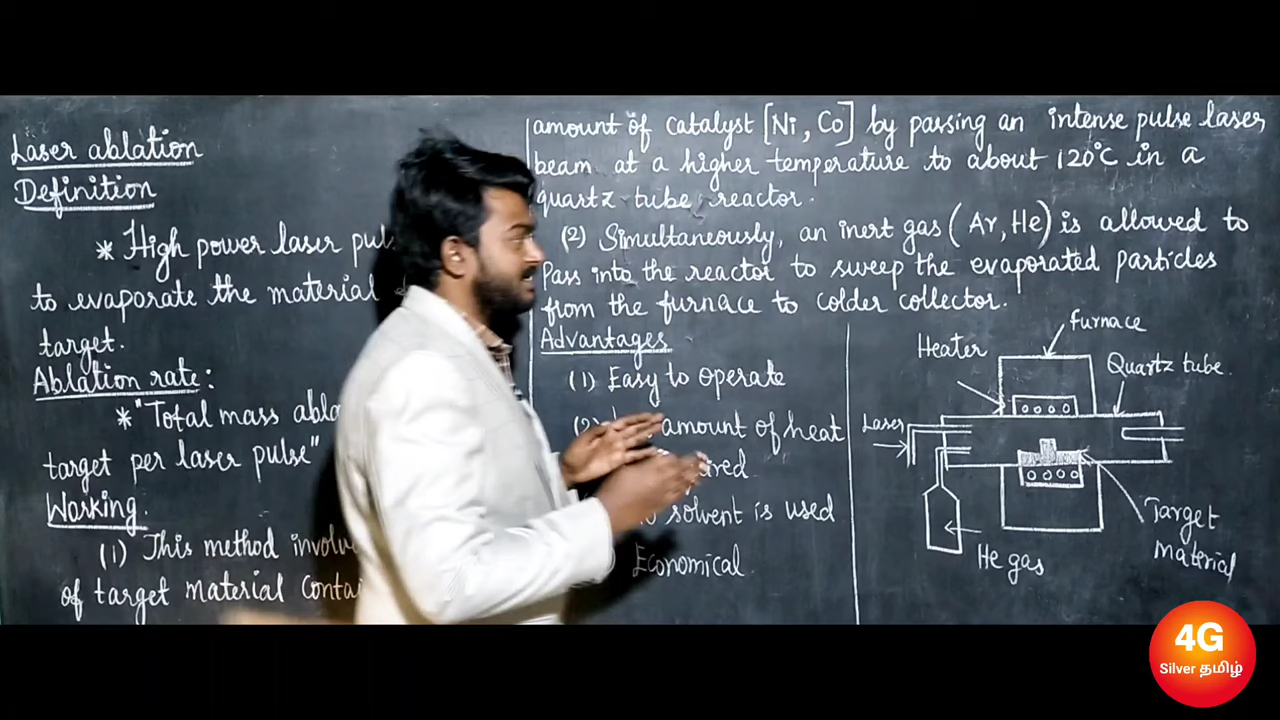 Laser ablation
Definition
* High power laser pul
to evaporate the material
target.
Ablation rate:
* "Total mass abla
target per laser pulse"
Working.
(1) This method involve
of target material contai
amount of catalyst [Ni, Co] by passing an intense pulse laser
beam at a higher temperature to about 120°C in a
quartz tube reactor.
(2) Simultaneously, an inert gas (Ar, He) is allowed to
Pass into the reactor to sweep the evaporated particles
from the furnace to colder collector.
Advantages
(1) Easy to operate
(2) amount of heat
solvent is used
Economical
furnace
Heater
Quartz tube.
Laser
Target
material
He gas
4G
Silver தமிழ்